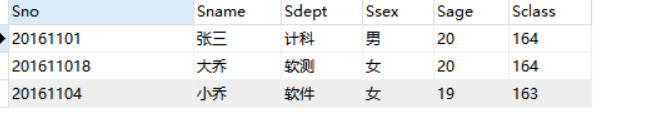 Sno Sname Sdept Ssex Sage Sclass
20161101 张三 计科 男 20 164
201611018 大乔 软测 女 20 164
20161104 小乔 软件 女 19 163